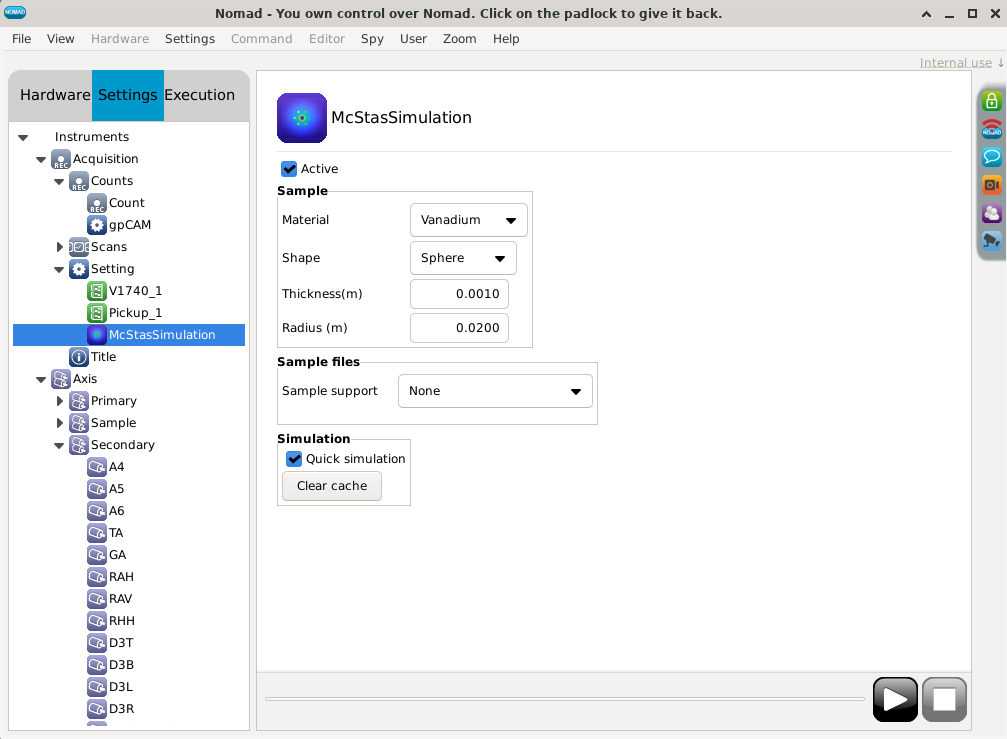 Nomad - You own control over Nomad. Click on the padlock to give it back.
File View Hardware Settings Command Editor Spy User Zoom Help
Internal use ↓
Hardware Settings Execution
Instruments
Acquisition
Counts
Count
gpCAM
Scans
Setting
V1740_1
Pickup_1
McStasSimulation
Title
Axis
Primary
Sample
Secondary
A4
A5
A6
TA
GA
RAH
RAV
RHH
D3T
D3B
D3L
D3R
McStasSimulation
Active
Sample
Material Vanadium
Shape Sphere
Thickness(m) 0.0010
Radius (m) 0.0200
Sample files
Sample support None
Simulation
Quick simulation
Clear cache